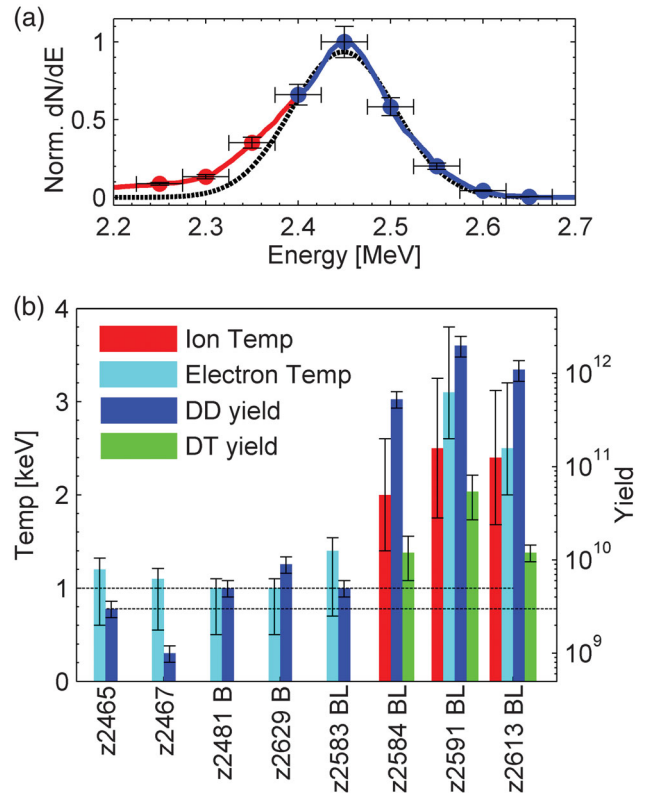 (a)
Norm. dN/dE
1
0.5
0
2.2 2.3 2.4 2.5 2.6 2.7
Energy [MeV]
(b)
Temp [keV]
4
3
2
1
0
Ion Temp
Electron Temp
DD yield
DT yield
10^12
10^11
10^10
10^9
Yield
z2465
z2467
z2481 B
z2629 B
z2583 BL
z2584 BL
z2591 BL
z2613 BL